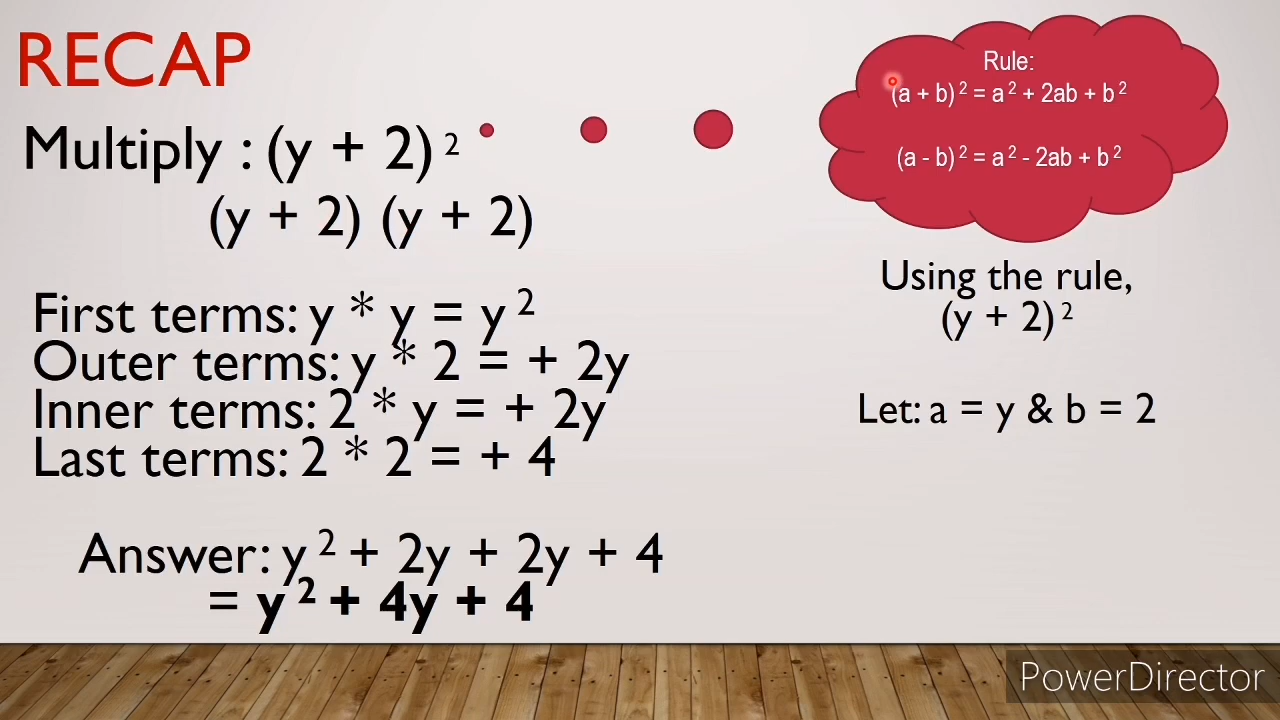 RECAP
Multiply : (y + 2) ²
(y + 2) (y + 2)
First terms: y * y = y ²
Outer terms: y * 2 = + 2y
Inner terms: 2 * y = + 2y
Last terms: 2 * 2 = + 4
Answer: y ² + 2y + 2y + 4
= y ² + 4y + 4
Rule:
(a + b) ² = a ² + 2ab + b ²
(a - b) ² = a ² - 2ab + b ²
Using the rule,
(y + 2) ²
Let: a = y & b = 2
PowerDirector